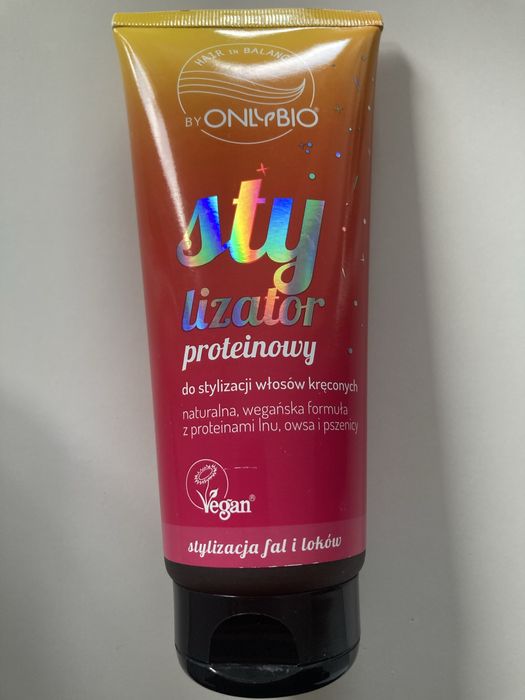 HAIR IN BALANCE
BY ONLYBIO®
sty
lizator
proteinowy
do stylizacji włosów kręconych
naturalna, wegańska formuła
z proteinami lnu, owsa i pszenicy
Vegan®
stylizacja fal i loków